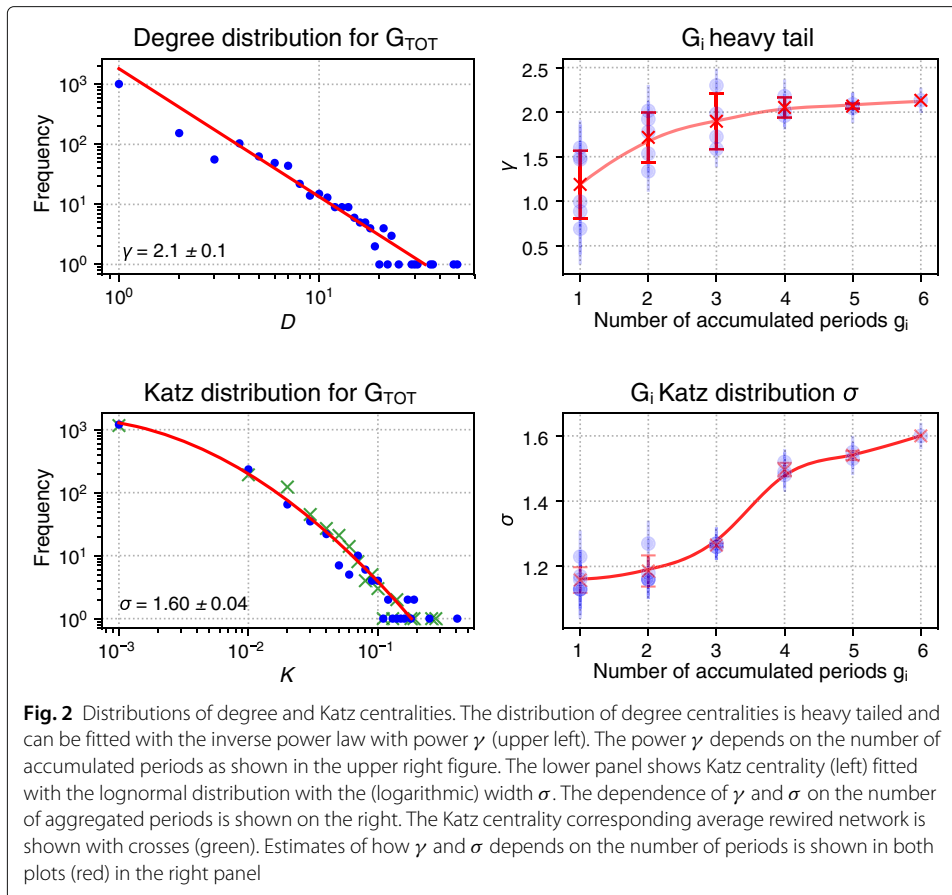 Degree distribution for G_TOT
Frequency
10^3
10^2
10^1
10^0
γ = 2.1 ± 0.1
10^0 10^1
D
G_i heavy tail
γ
2.5
2.0
1.5
1.0
0.5
1 2 3 4 5 6
Number of accumulated periods g_i
Katz distribution for G_TOT
Frequency
10^3
10^2
10^1
10^0
σ = 1.60 ± 0.04
10^−3 10^−2 10^−1
K
G_i Katz distribution σ
σ
1.6
1.4
1.2
1 2 3 4 5 6
Number of accumulated periods g_i
Fig. 2 Distributions of degree and Katz centralities. The distribution of degree centralities is heavy tailed and
can be fitted with the inverse power law with power γ (upper left). The power γ depends on the number of
accumulated periods as shown in the upper right figure. The lower panel shows Katz centrality (left) fitted
with the lognormal distribution with the (logarithmic) width σ. The dependence of γ and σ on the number
of aggregated periods is shown on the right. The Katz centrality corresponding average rewired network is
shown with crosses (green). Estimates of how γ and σ depends on the number of periods is shown in both
plots (red) in the right panel